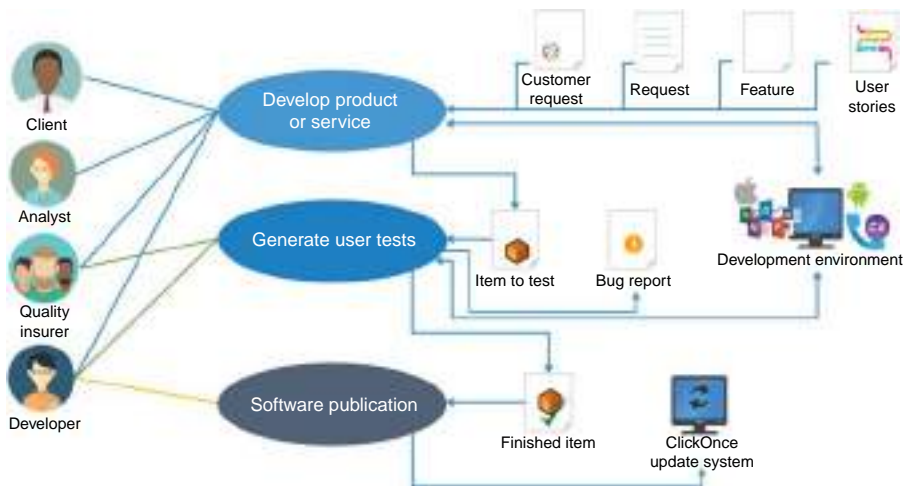 Client
Analyst
Quality
insurer
Developer
Develop product
or service
Generate user tests
Software publication
Customer
request
Request
Feature
User
stories
Development environment
Item to test
Bug report
Finished item
ClickOnce
update system